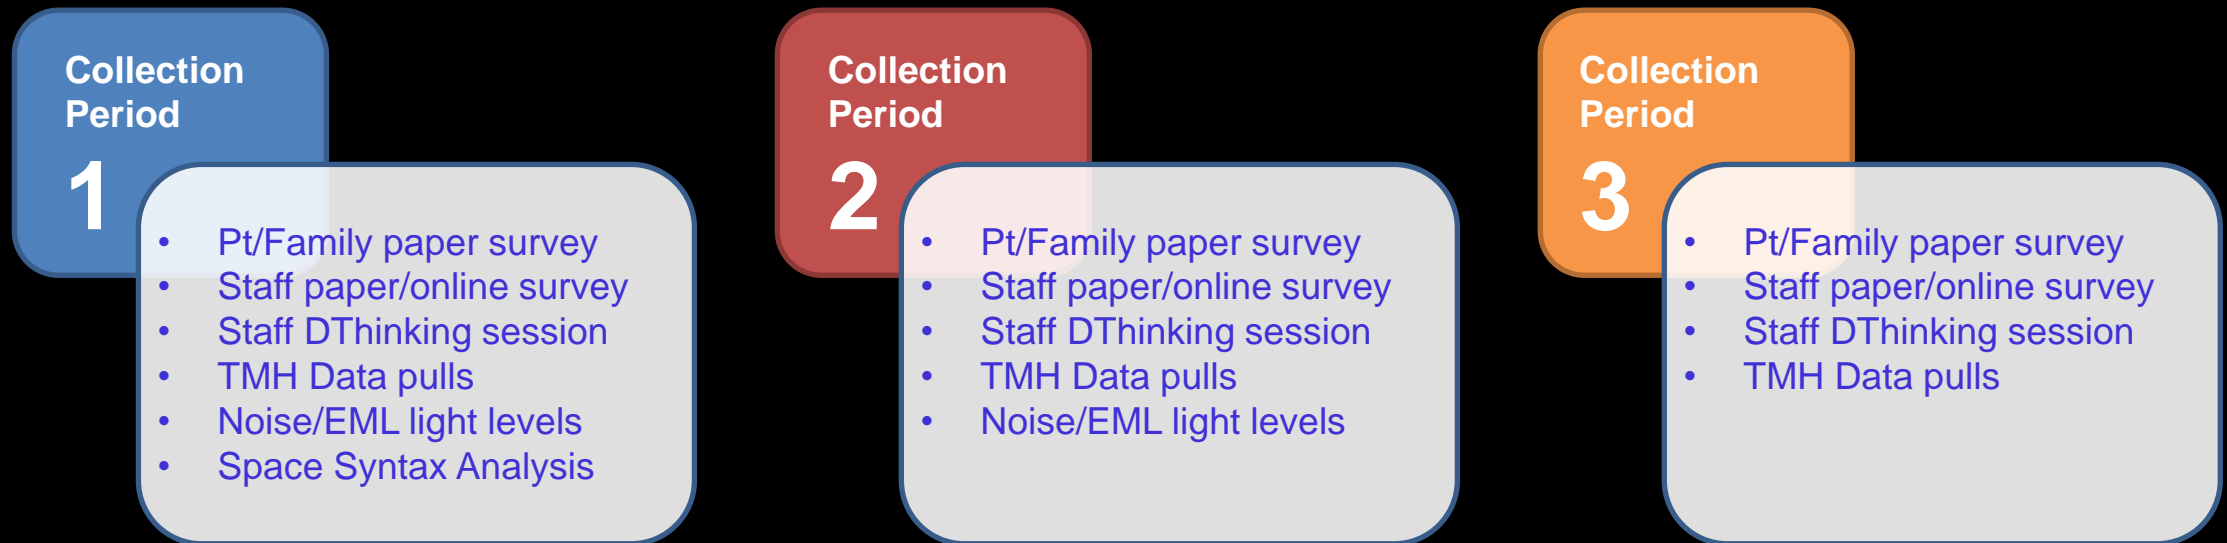 Collection
Period
1
• Pt/Family paper survey
• Staff paper/online survey
• Staff DThinking session
• TMH Data pulls
• Noise/EML light levels
• Space Syntax Analysis
Collection
Period
2
• Pt/Family paper survey
• Staff paper/online survey
• Staff DThinking session
• TMH Data pulls
• Noise/EML light levels
Collection
Period
3
• Pt/Family paper survey
• Staff paper/online survey
• Staff DThinking session
• TMH Data pulls